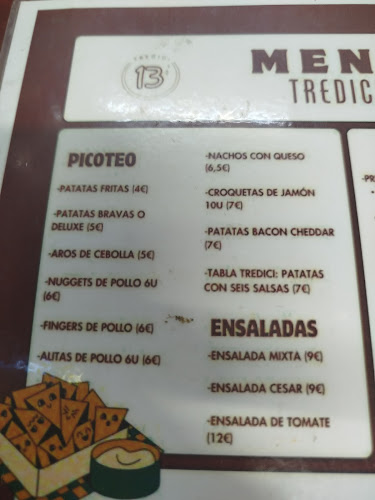 TREDICI
13
MEN
TREDIC
PICOTEO
-PATATAS FRITAS (4€)
-PATATAS BRAVAS O
DELUXE (5€)
-AROS DE CEBOLLA (5€)
-NUGGETS DE POLLO 6U
(6€)
-FINGERS DE POLLO (6€)
-ALITAS DE POLLO 6U (6€)
-NACHOS CON QUESO
(6,5€)
-CROQUETAS DE JAMÓN
10U (7€)
-PATATAS BACON CHEDDAR
(7€)
-TABLA TREDICI: PATATAS
CON SEIS SALSAS (7€)
ENSALADAS
-ENSALADA MIXTA (9€)
-ENSALADA CESAR (9€)
-ENSALADA DE TOMATE
(12€)
-PR